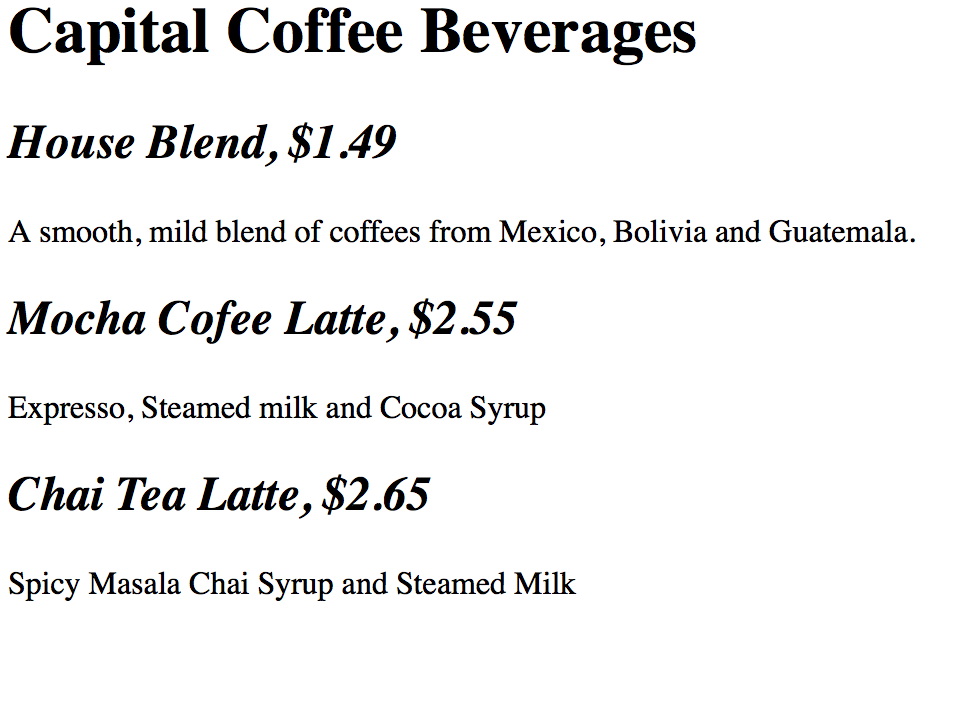 Capital Coffee Beverages
House Blend, $1.49
A smooth, mild blend of coffees from Mexico, Bolivia and Guatemala.
Mocha Cofee Latte, $2.55
Expresso, Steamed milk and Cocoa Syrup
Chai Tea Latte, $2.65
Spicy Masala Chai Syrup and Steamed Milk